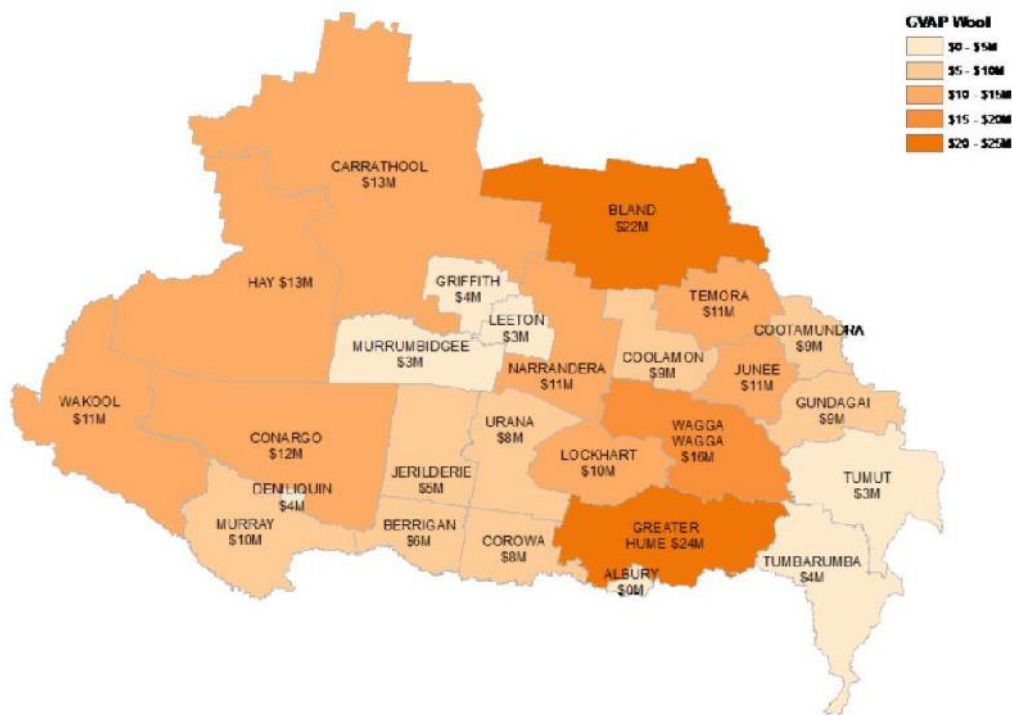 GVAP Wool
$0 - $5M
$5 - $10M
$10 - $15M
$15 - $20M
$20 - $25M
CARRATHOOL
$13M
BLAND
$22M
HAY $13M
GRIFFITH
$4M
LEETON
$3M
MURRUMBIDGEE
$3M
TEMORA
$11M
COOTAMUNDRA
$9M
COOLAMON
$9M
NARRANDERA
$11M
JUNEE
$11M
GUNDAGAI
$9M
WAKOOL
$11M
CONARGO
$12M
URANA
$8M
WAGGA
WAGGA
$16M
LOCKHART
$10M
JERILDERIE
$5M
DENILIQUIN
$4M
TUMUT
$3M
MURRAY
$10M
BERRIGAN
$6M
COROWA
$8M
GREATER
HUME $24M
TUMBARUMBA
$4M
ALBURY
$0M